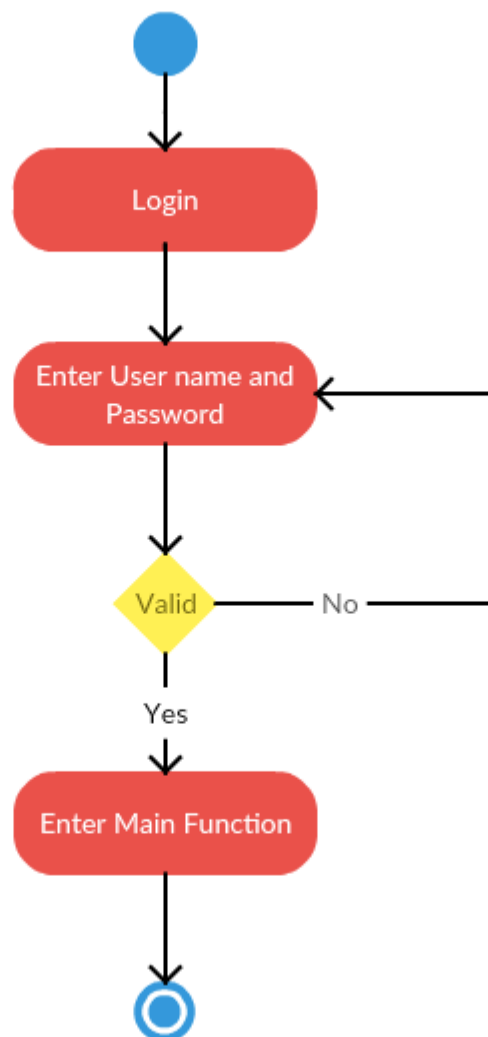 Login
Enter User name and
Password
Valid
No
Yes
Enter Main Function